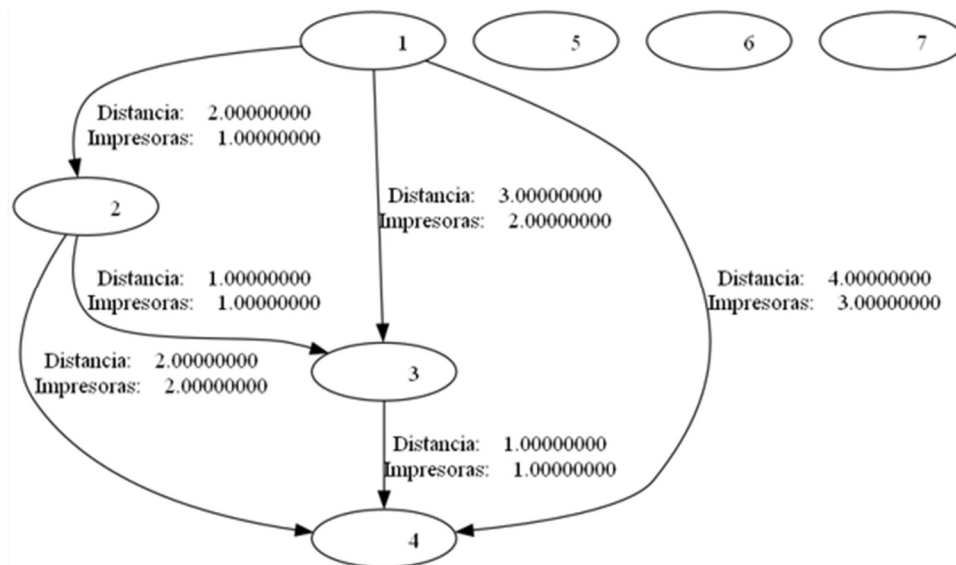 1
5
6
7
Distancia: 2.00000000
Impresoras: 1.00000000
Distancia: 3.00000000
Impresoras: 2.00000000
2
Distancia: 1.00000000
Impresoras: 1.00000000
Distancia: 4.00000000
Impresoras: 3.00000000
Distancia: 2.00000000
Impresoras: 2.00000000
3
Distancia: 1.00000000
Impresoras: 1.00000000
4